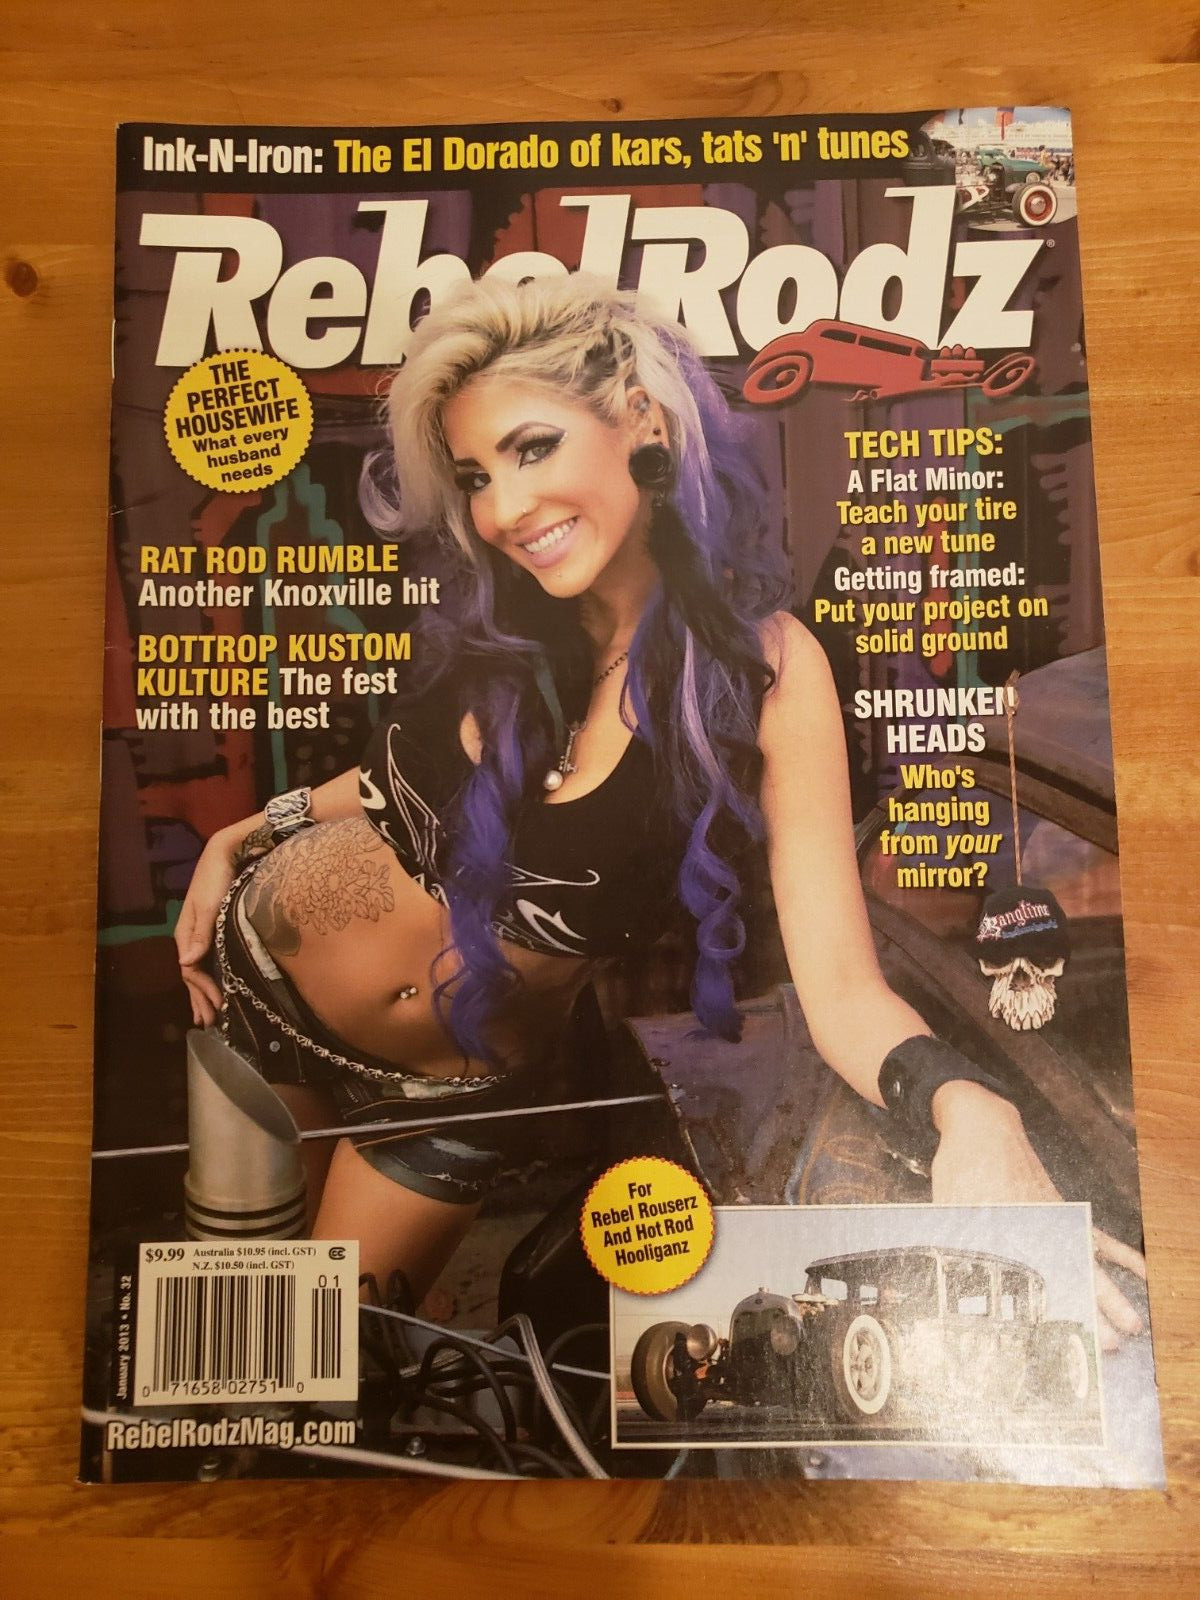 Ink-N-Iron: The El Dorado of kars, tats 'n' tunes
RebelRodz®
THE
PERFECT
HOUSEWIFE
What every
husband
needs
RAT ROD RUMBLE
Another Knoxville hit
BOTTROP KUSTOM
KULTURE The fest
with the best
TECH TIPS:
A Flat Minor:
Teach your tire
a new tune
Getting framed:
Put your project on
solid ground
SHRUNKEN
HEADS
Who's
hanging
from your
mirror?
Bangtime
For
Rebel Rouserz
And Hot Rod
Hooliganz
$9.99 Australia $10.95 (incl. GST)
N.Z. $10.50 (incl. GST)
CC
01
0 71658 02751 0
January 2013 • No. 32
RebelRodzMag.com